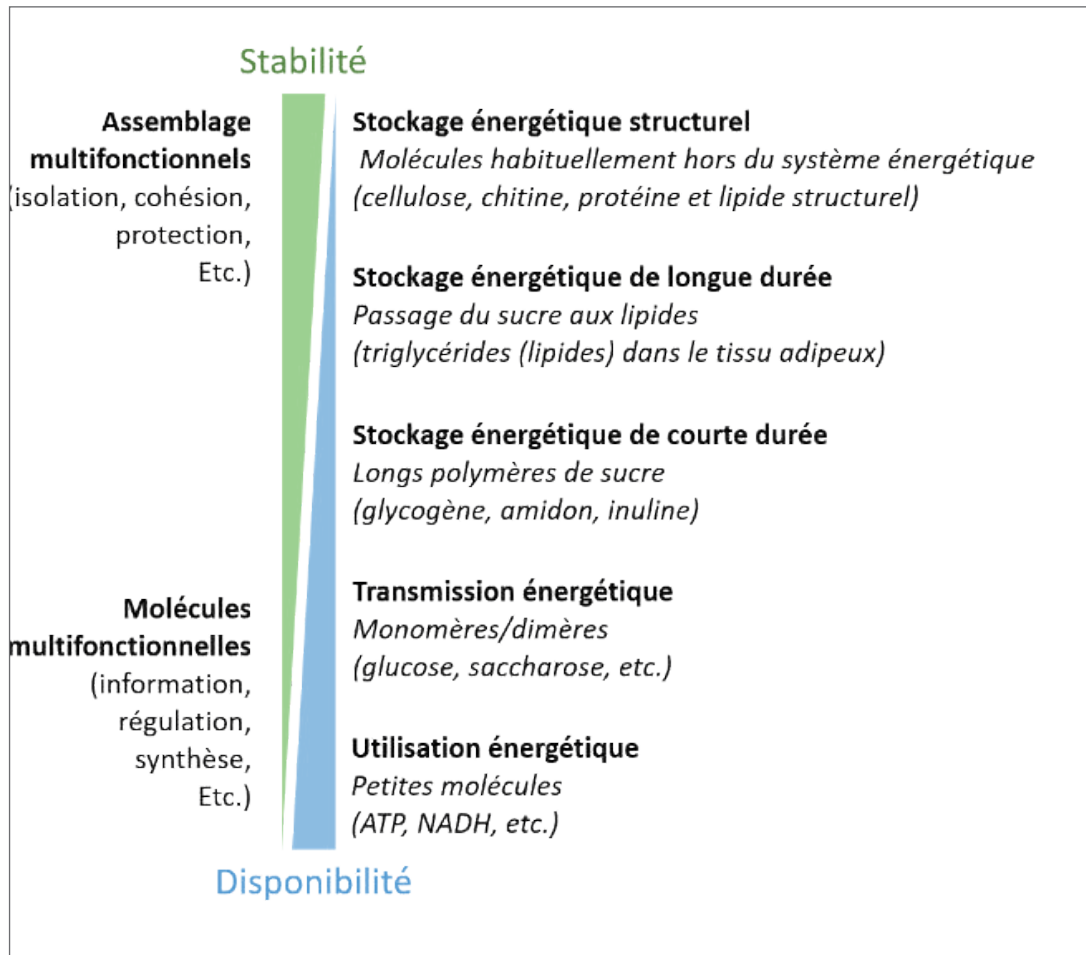 Stabilité
Assemblage
multifonctionnels
(isolation, cohésion,
protection,
Etc.)
Stockage énergétique structurel
Molécules habituellement hors du système énergétique
(cellulose, chitine, protéine et lipide structurel)
Stockage énergétique de longue durée
Passage du sucre aux lipides
(triglycérides (lipides) dans le tissu adipeux)
Stockage énergétique de courte durée
Longs polymères de sucre
(glycogène, amidon, inuline)
Molécules
multifonctionnelles
(information,
régulation,
synthèse,
Etc.)
Transmission énergétique
Monomères/dimères
(glucose, saccharose, etc.)
Utilisation énergétique
Petites molécules
(ATP, NADH, etc.)
Disponibilité